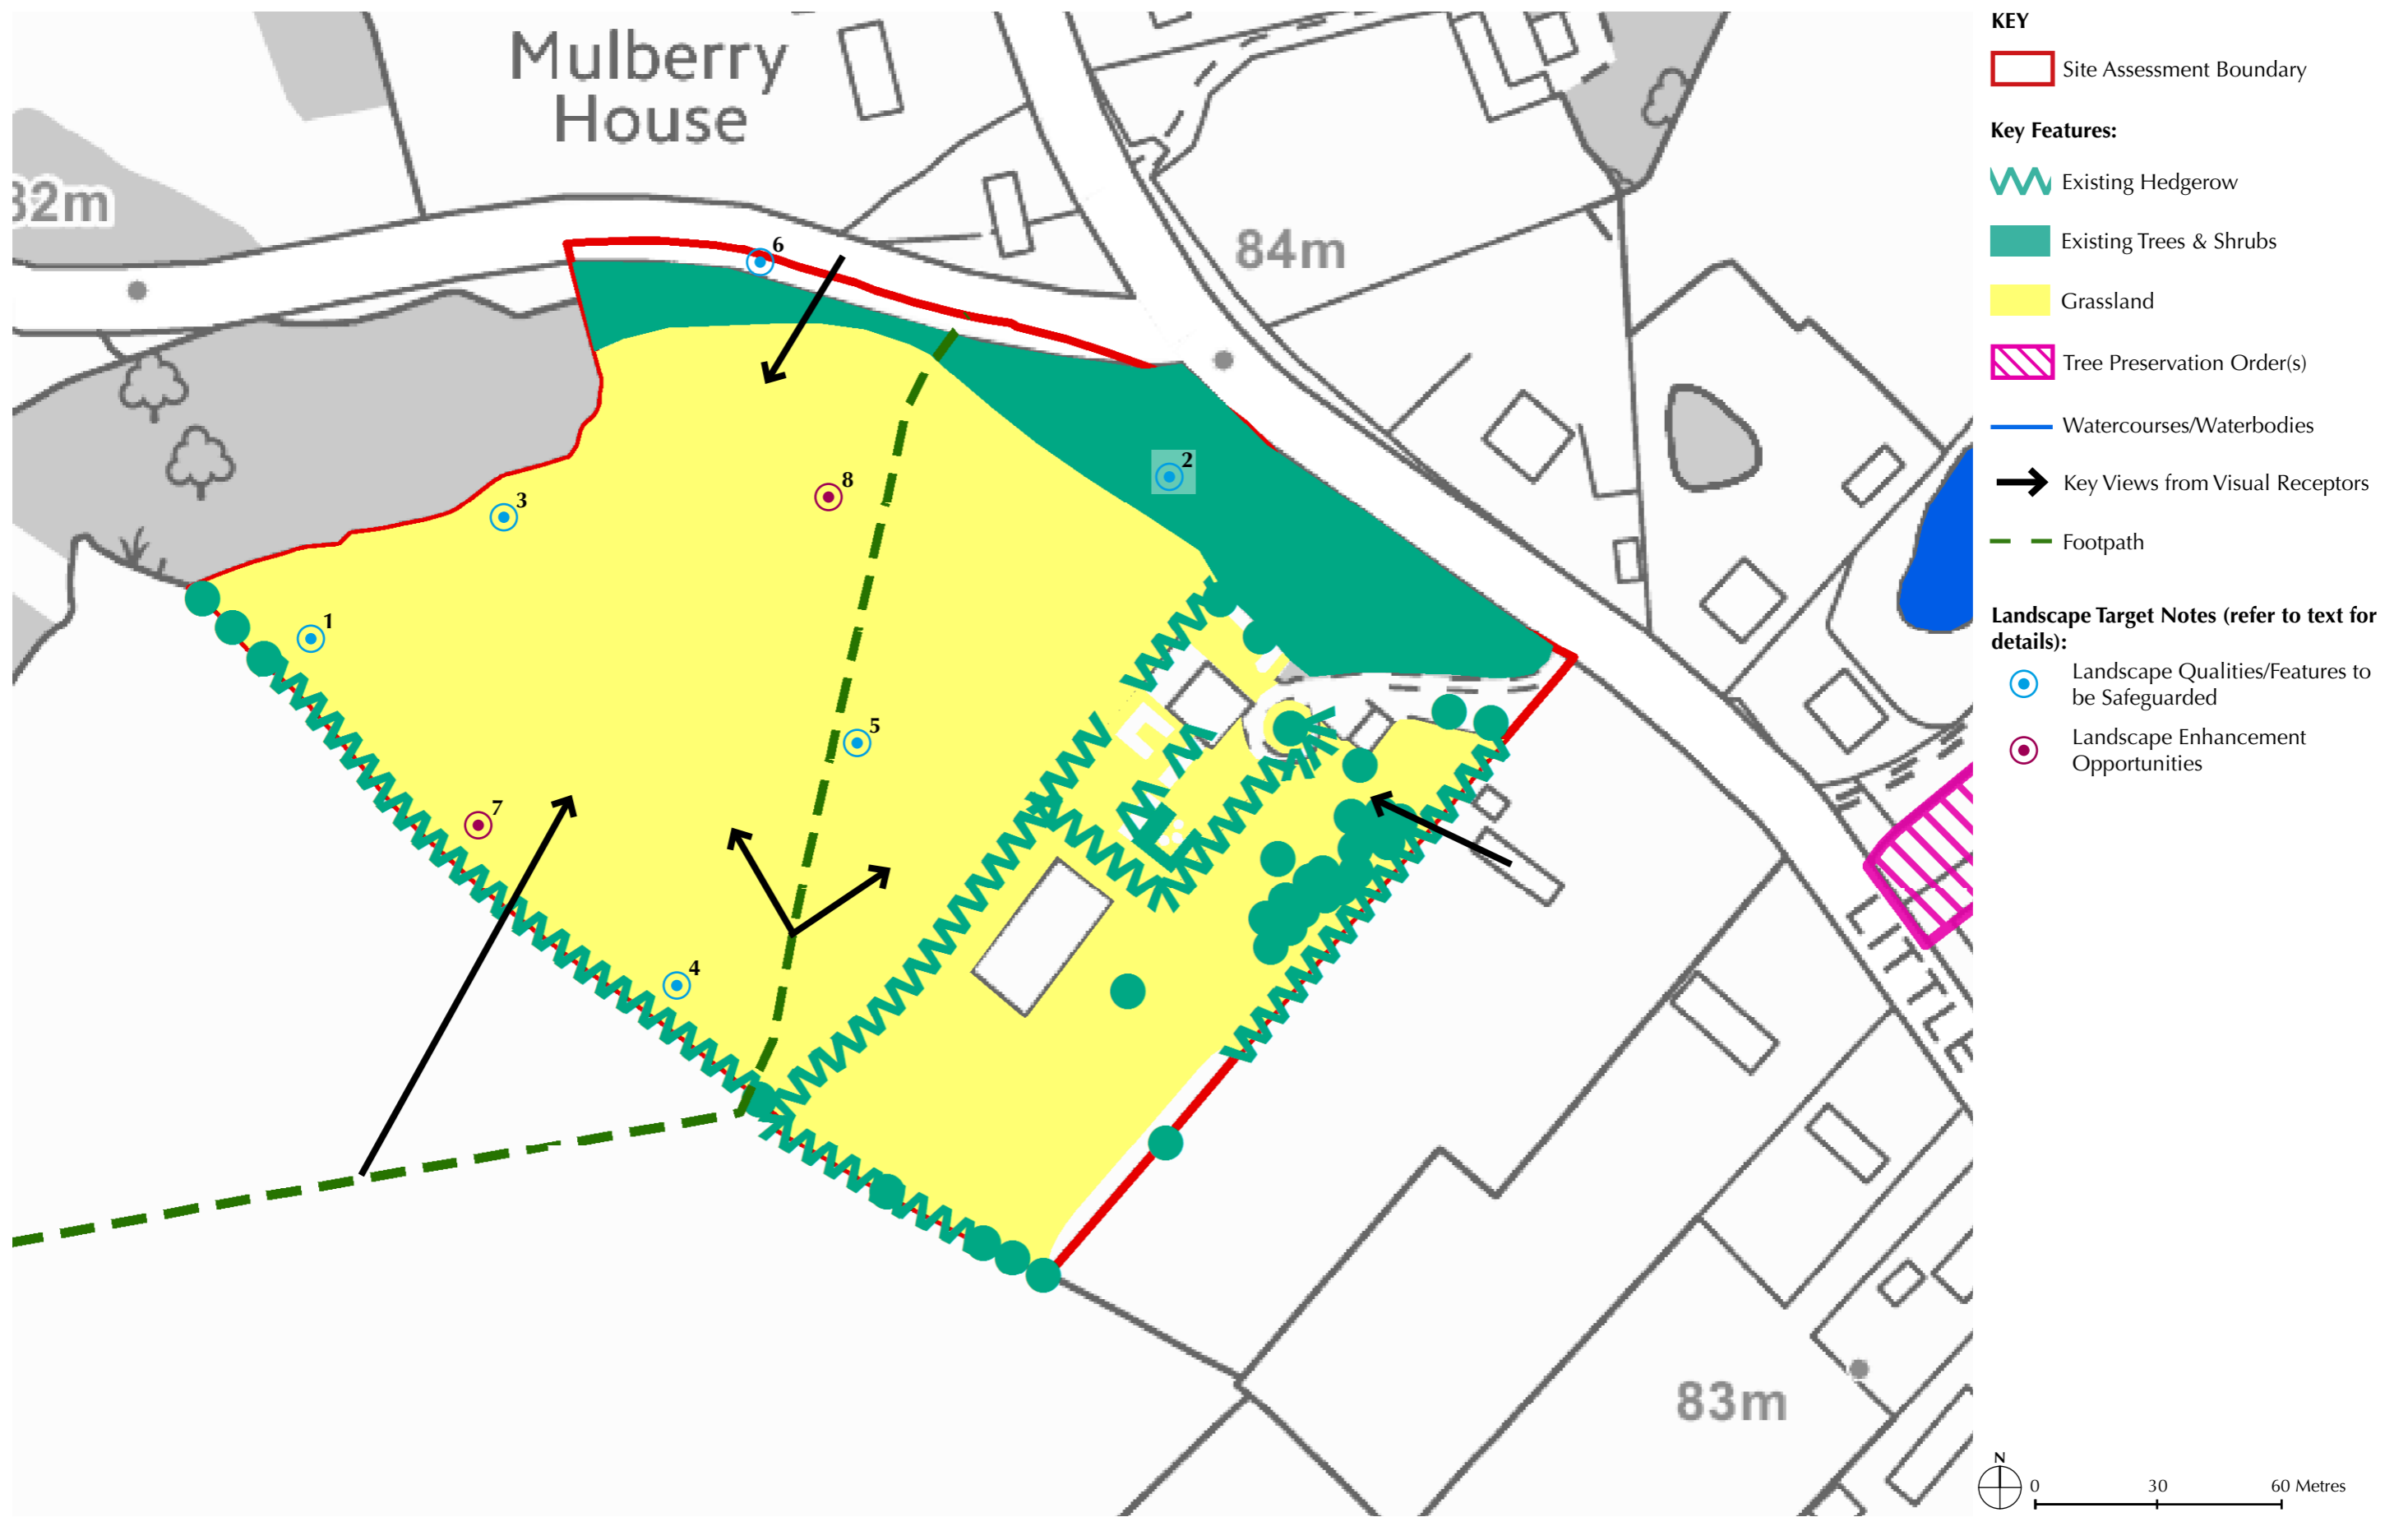 Mulberry
House
32m
84m
6
2
8
3
1
5
7
4
LITTLE
83m
KEY
Site Assessment Boundary
Key Features:
Existing Hedgerow
Existing Trees & Shrubs
Grassland
Tree Preservation Order(s)
Watercourses/Waterbodies
Key Views from Visual Receptors
Footpath
Landscape Target Notes (refer to text for
details):
Landscape Qualities/Features to
be Safeguarded
Landscape Enhancement
Opportunities
N
0 30 60 Metres